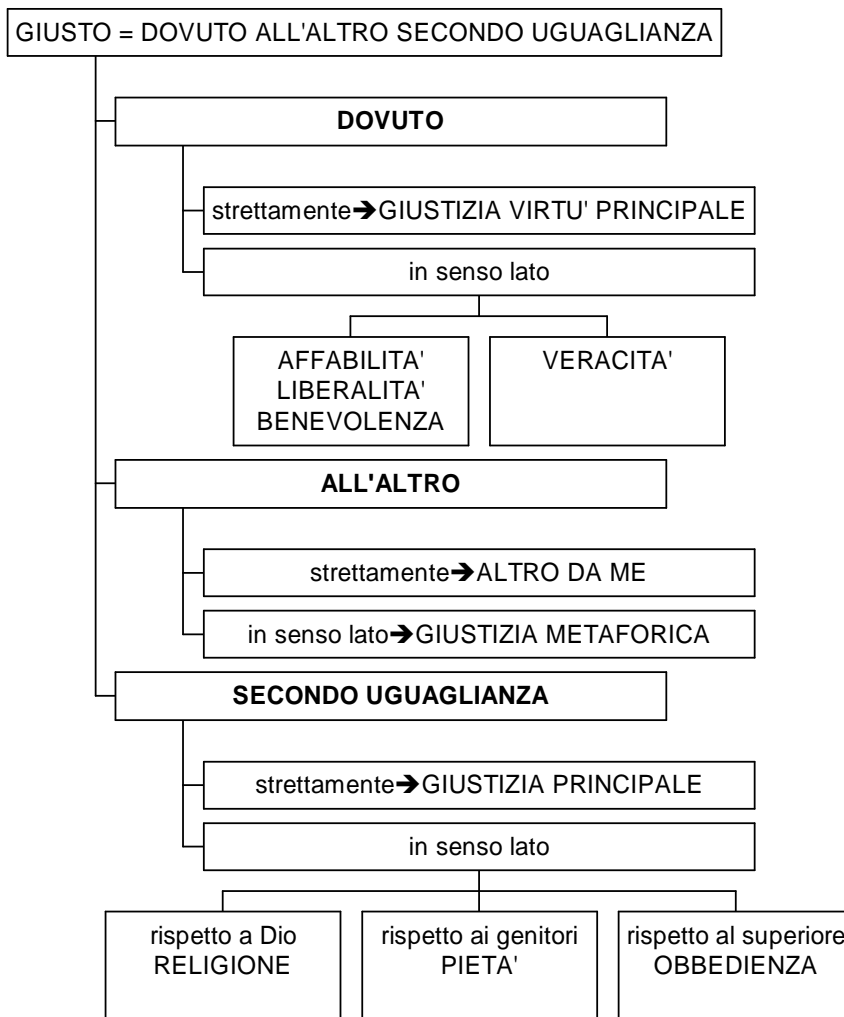 GIUSTO = DOVUTO ALL'ALTRO SECONDO UGUAGLIANZA
DOVUTO
strettamente➔GIUSTIZIA VIRTU' PRINCIPALE
in senso lato
AFFABILITA'
LIBERALITA'
BENEVOLENZA
VERACITA'
ALL'ALTRO
strettamente➔ALTRO DA ME
in senso lato➔GIUSTIZIA METAFORICA
SECONDO UGUAGLIANZA
strettamente➔GIUSTIZIA PRINCIPALE
in senso lato
rispetto a Dio
RELIGIONE
rispetto ai genitori
PIETA'
rispetto al superiore
OBBEDIENZA